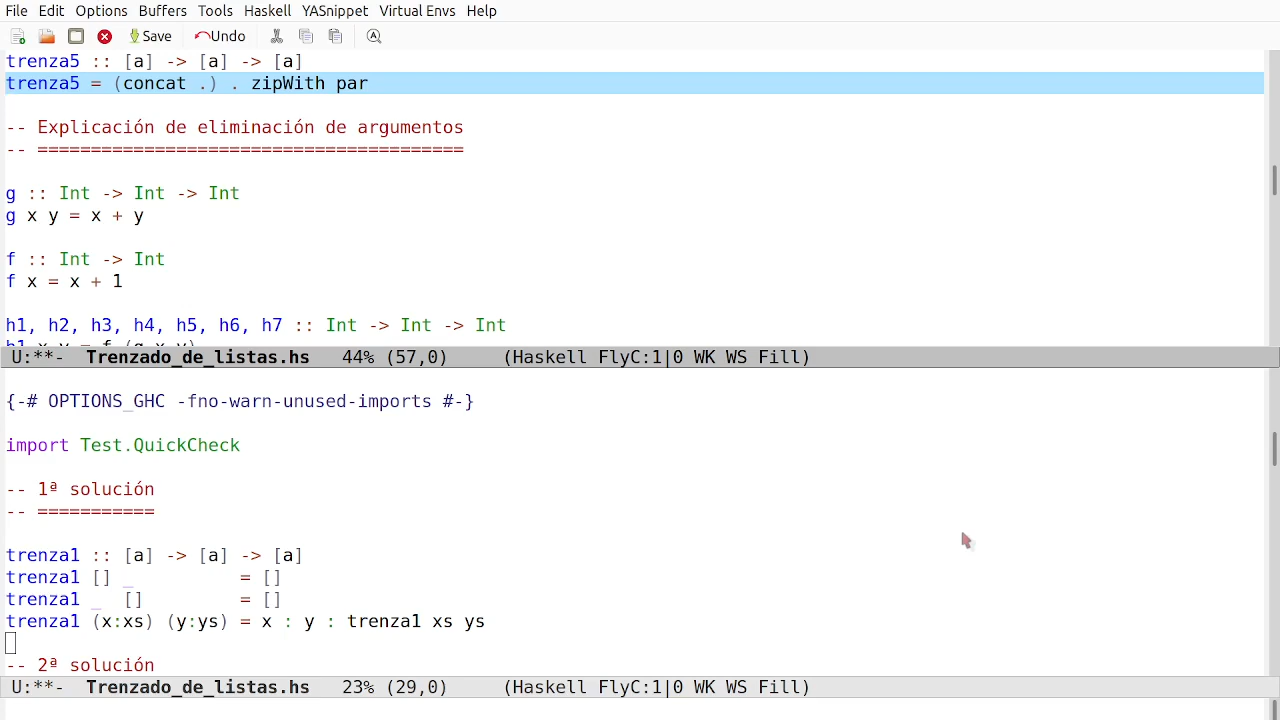 File Edit Options Buffers Tools Haskell YASnippet Virtual Envs Help
Save Undo
trenza5 :: [a] -> [a] -> [a]
trenza5 = (concat .) . zipWith par
-- Explicación de eliminación de argumentos
-- ========================================
g :: Int -> Int -> Int
g x y = x + y
f :: Int -> Int
f x = x + 1
h1, h2, h3, h4, h5, h6, h7 :: Int -> Int -> Int
h1 x y = f (g x y)
U:**-  Trenzado_de_listas.hs   44% (57,0)     (Haskell FlyC:1|0 WK WS Fill)
{-# OPTIONS_GHC -fno-warn-unused-imports #-}
import Test.QuickCheck
-- 1ª solución
-- ===========
trenza1 :: [a] -> [a] -> [a]
trenza1 [] _          = []
trenza1 _  []         = []
trenza1 (x:xs) (y:ys) = x : y : trenza1 xs ys
-- 2ª solución
U:**-  Trenzado_de_listas.hs   23% (29,0)     (Haskell FlyC:1|0 WK WS Fill)